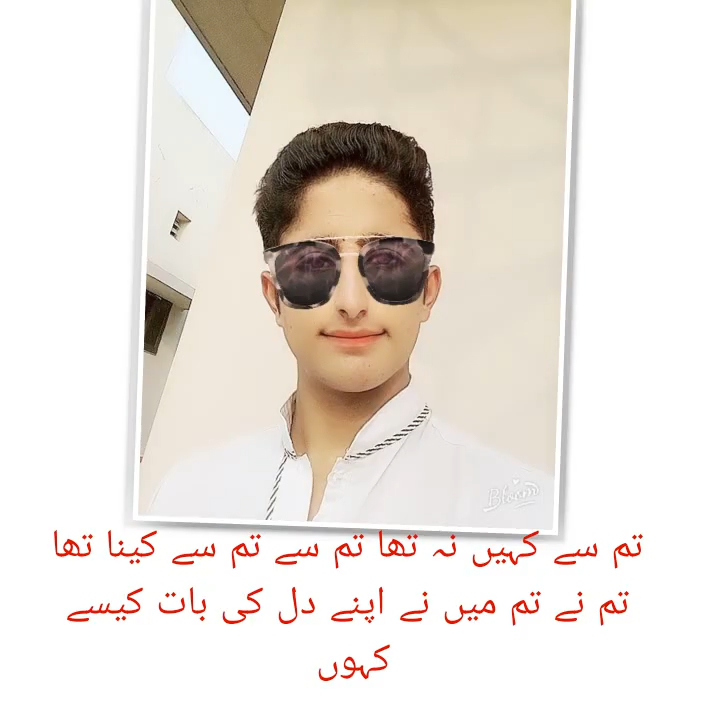 تم سے کہیں نہ تھا تم سے تم سے کینا تھا
تم نے تم میں نے اپنے دل کی بات کیسے
کہوں